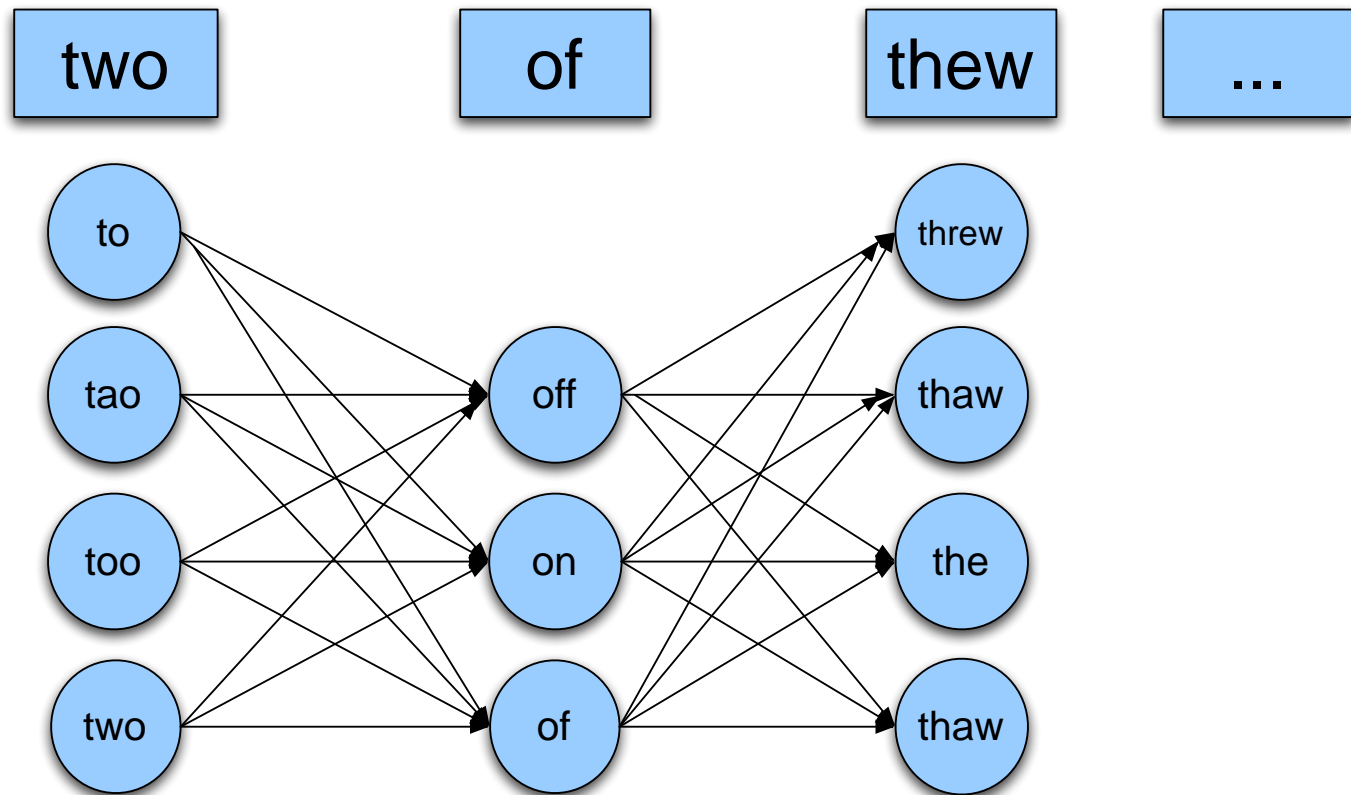 two of thew ...
to threw
tao off thaw
too on the
two of thaw